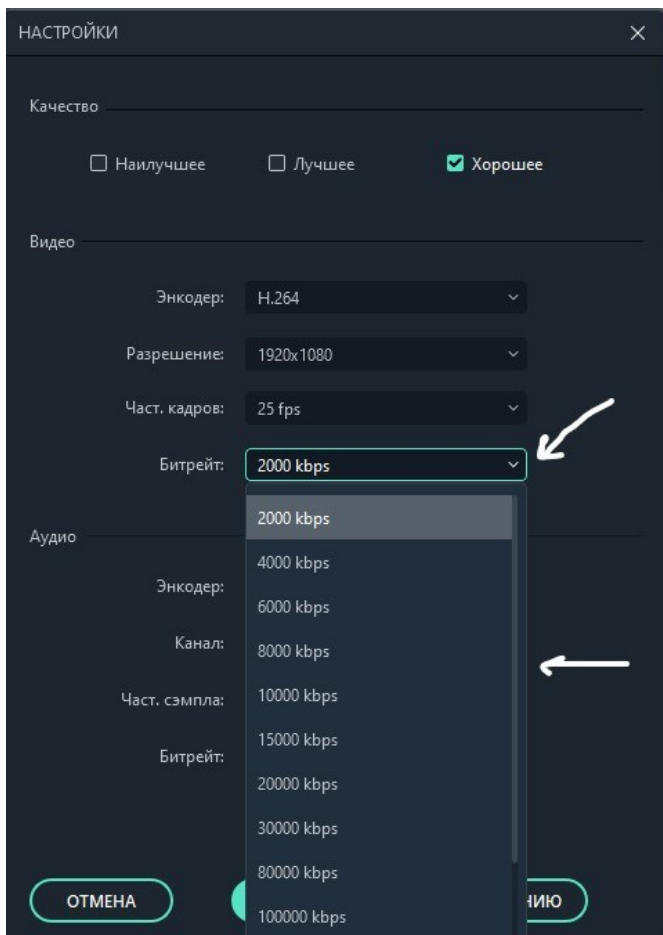 НАСТРОЙКИ
Качество
Наилучшее Лучшее Хорошее
Видео
Энкодер: H.264
Разрешение: 1920x1080
Част. кадров: 25 fps
Битрейт: 2000 kbps
2000 kbps
Аудио
4000 kbps
Энкодер:
6000 kbps
Канал:
8000 kbps
Част. сэмпла:
10000 kbps
15000 kbps
Битрейт:
20000 kbps
30000 kbps
80000 kbps
ОТМЕНА
НИЮ
100000 kbps